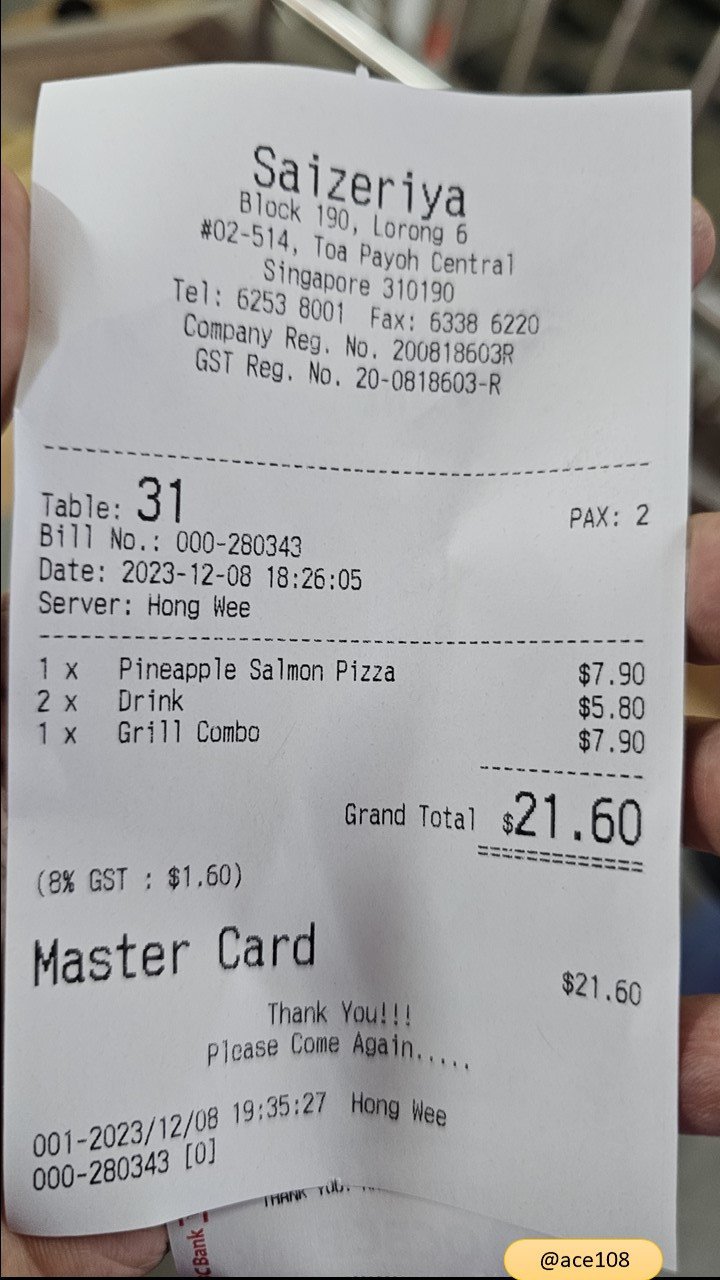 Saizeriya
Block 190, Lorong 6
#02-514, Toa Payoh Central
Singapore 310190
Tel: 6253 8001 Fax: 6338 6220
Company Reg. No. 200818603R
GST Reg. No. 20-0818603-R
Table: 31 PAX: 2
Bill No.: 000-280343
Date: 2023-12-08 18:26:05
Server: Hong Wee
1 x Pineapple Salmon Pizza $7.90
2 x Drink $5.80
1 x Grill Combo $7.90
Grand Total $21.60
(8% GST : $1.60)
Master Card $21.60
Thank You!!!
Please Come Again.....
001-2023/12/08 19:35:27 Hong Wee
000-280343 [0]
THANK YOU.
CBank
@ace108